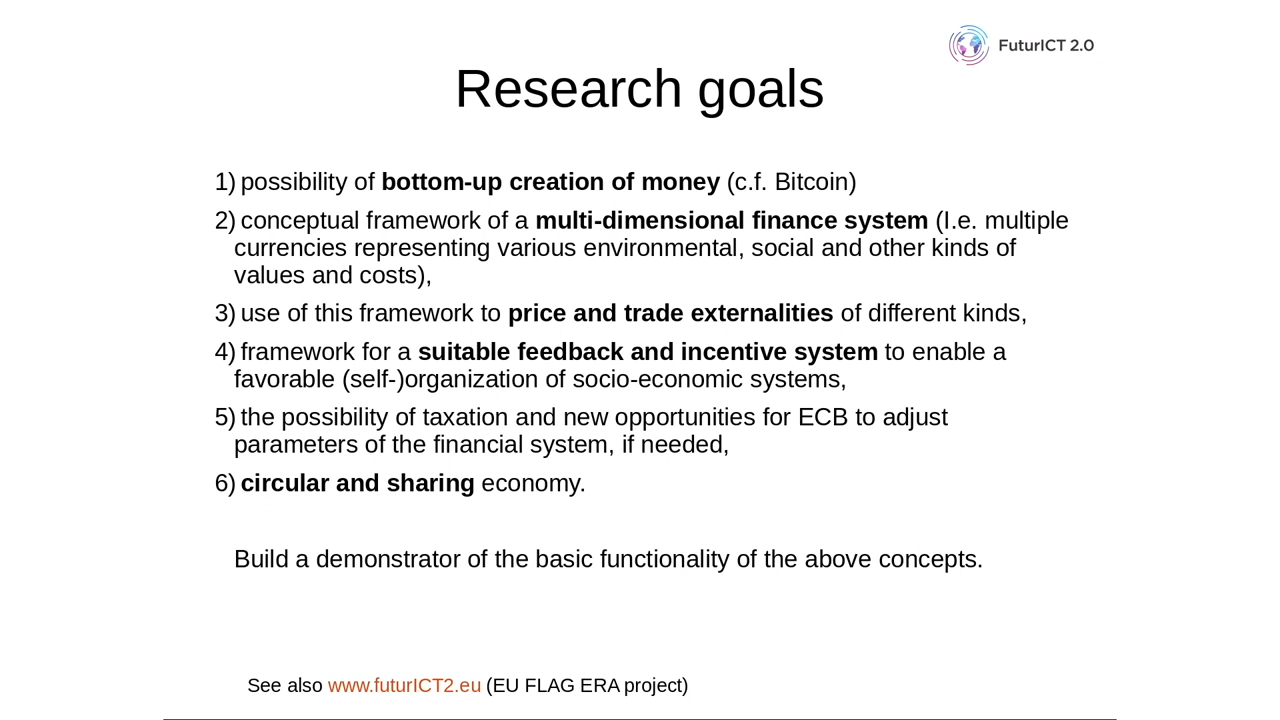 FuturICT 2.0
Research goals
1) possibility of bottom-up creation of money (c.f. Bitcoin)
2) conceptual framework of a multi-dimensional finance system (I.e. multiple
currencies representing various environmental, social and other kinds of
values and costs),
3) use of this framework to price and trade externalities of different kinds,
4) framework for a suitable feedback and incentive system to enable a
favorable (self-)organization of socio-economic systems,
5) the possibility of taxation and new opportunities for ECB to adjust
parameters of the financial system, if needed,
6) circular and sharing economy.
Build a demonstrator of the basic functionality of the above concepts.
See also www.futurICT2.eu (EU FLAG ERA project)